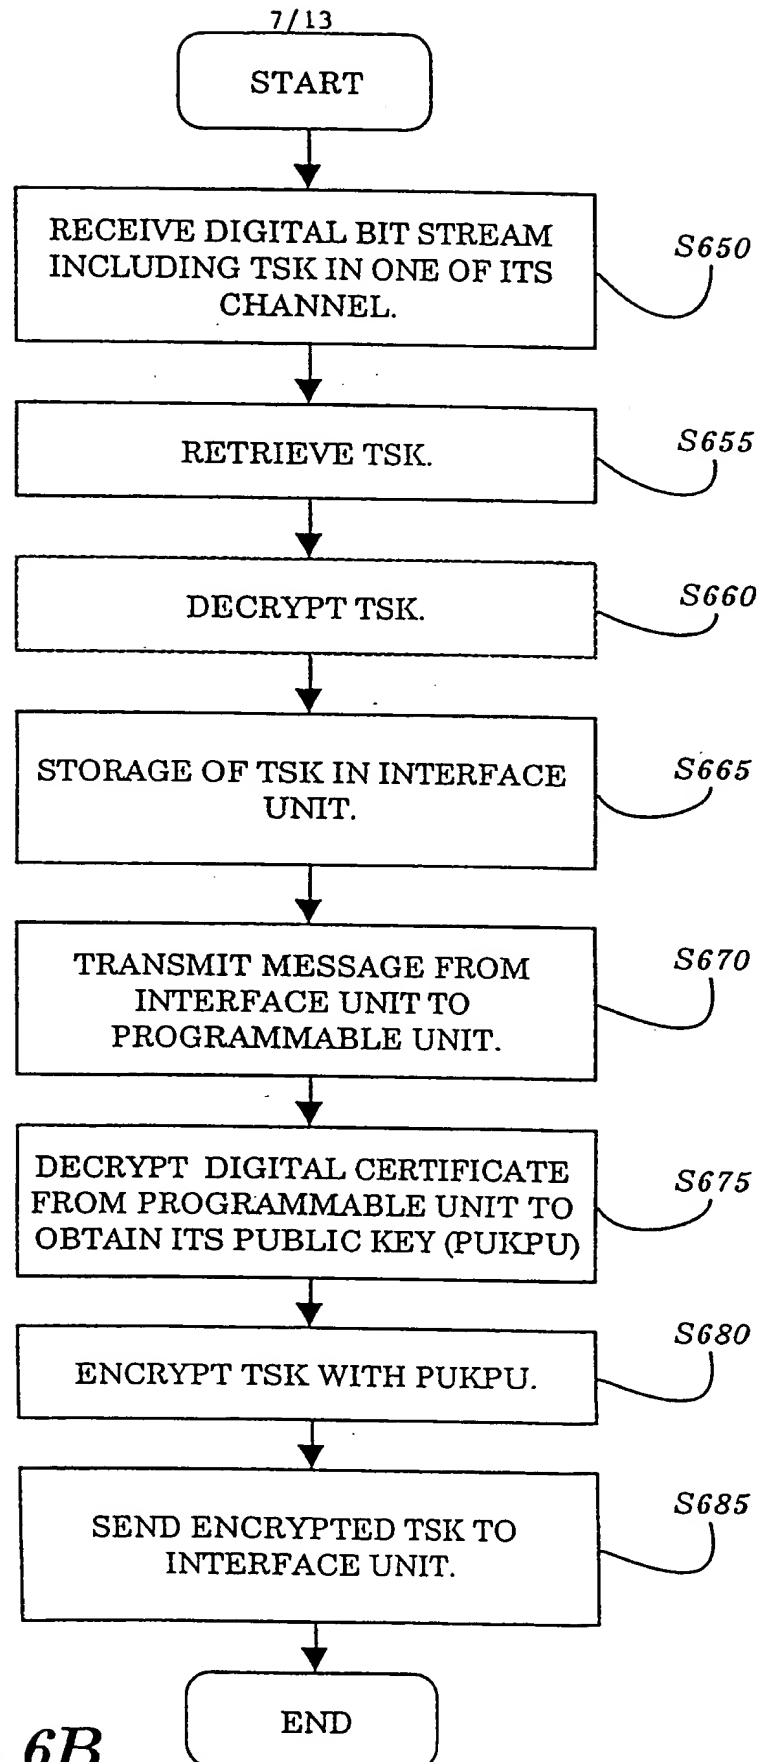 7/13
START
RECEIVE DIGITAL BIT STREAM
INCLUDING TSK IN ONE OF ITS
CHANNEL.
S650
RETRIEVE TSK.
S655
DECRYPT TSK.
S660
STORAGE OF TSK IN INTERFACE
UNIT.
S665
TRANSMIT MESSAGE FROM
INTERFACE UNIT TO
PROGRAMMABLE UNIT.
S670
DECRYPT DIGITAL CERTIFICATE
FROM PROGRAMMABLE UNIT TO
OBTAIN ITS PUBLIC KEY (PUKPU)
S675
ENCRYPT TSK WITH PUKPU.
S680
SEND ENCRYPTED TSK TO
INTERFACE UNIT.
S685
END
6B